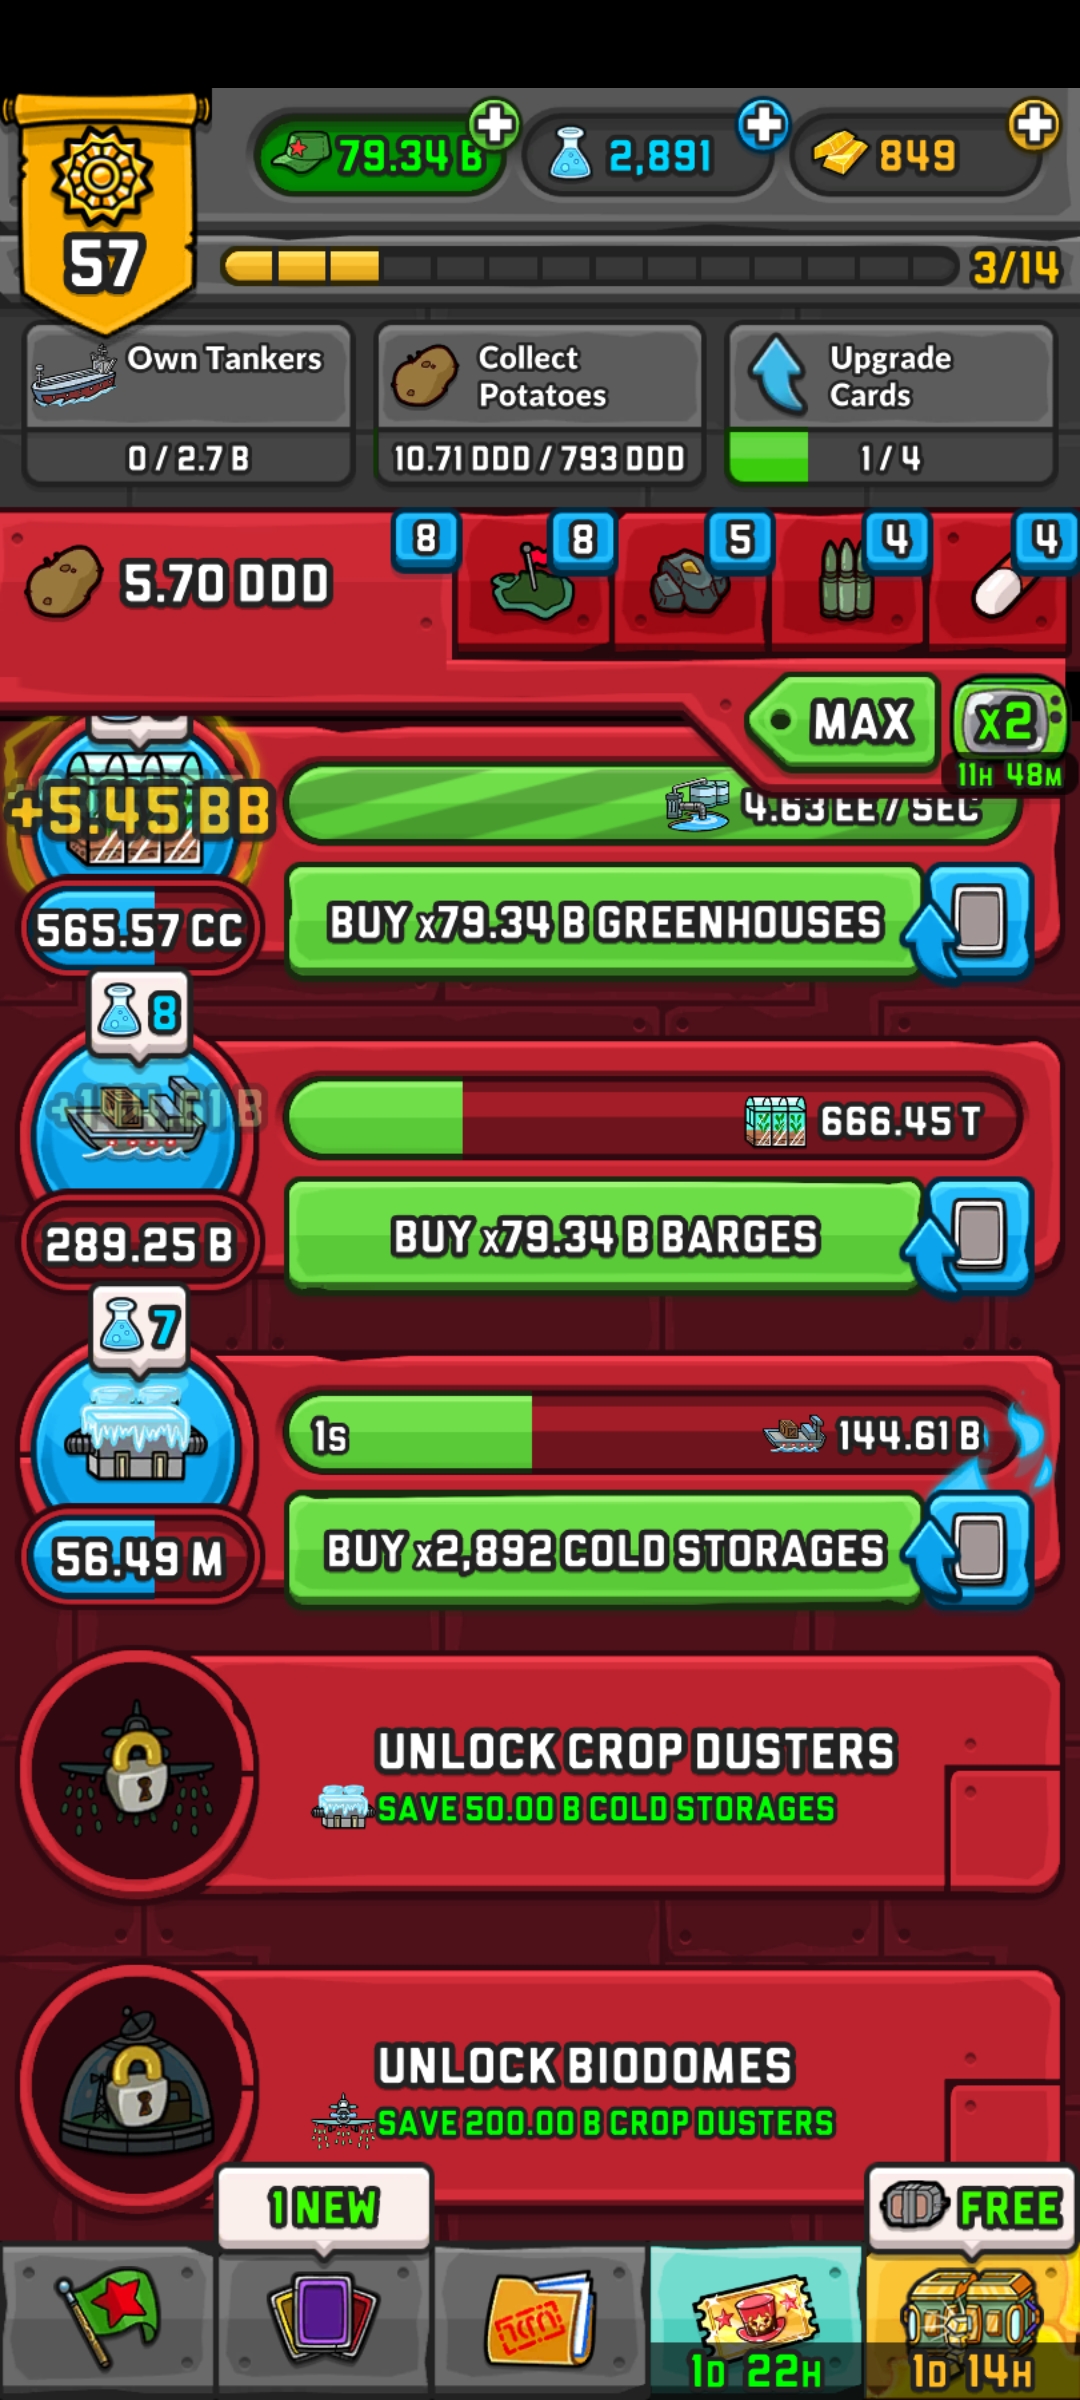 57
79.34 B
2,891
849
3/14
Own Tankers
0 / 2.7 B
Collect
Potatoes
10.71 DDD / 793 DDD
Upgrade
Cards
1 / 4
5.70 DDD
8
8
5
4
4
MAX
x2
11H 48M
+5.45 BB
4.63 EE / SEC
565.57 CC
BUY x79.34 B GREENHOUSES
8
666.45 T
289.25 B
BUY x79.34 B BARGES
7
1s
144.61 B
56.49 M
BUY x2,892 COLD STORAGES
UNLOCK CROP DUSTERS
SAVE 50.00 B COLD STORAGES
UNLOCK BIODOMES
SAVE 200.00 B CROP DUSTERS
1 NEW
FREE
1D 22H
1D 14H